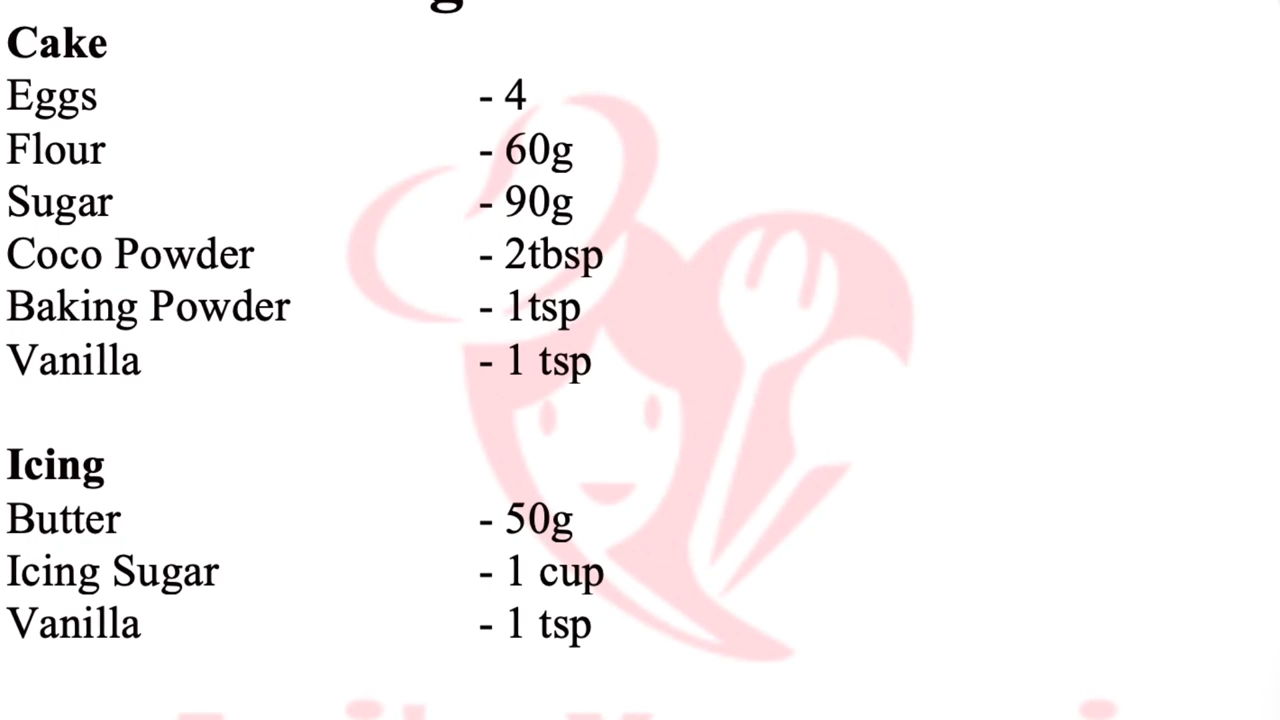 Cake
Eggs - 4
Flour - 60g
Sugar - 90g
Coco Powder - 2tbsp
Baking Powder - 1tsp
Vanilla - 1 tsp
Icing
Butter - 50g
Icing Sugar - 1 cup
Vanilla - 1 tsp